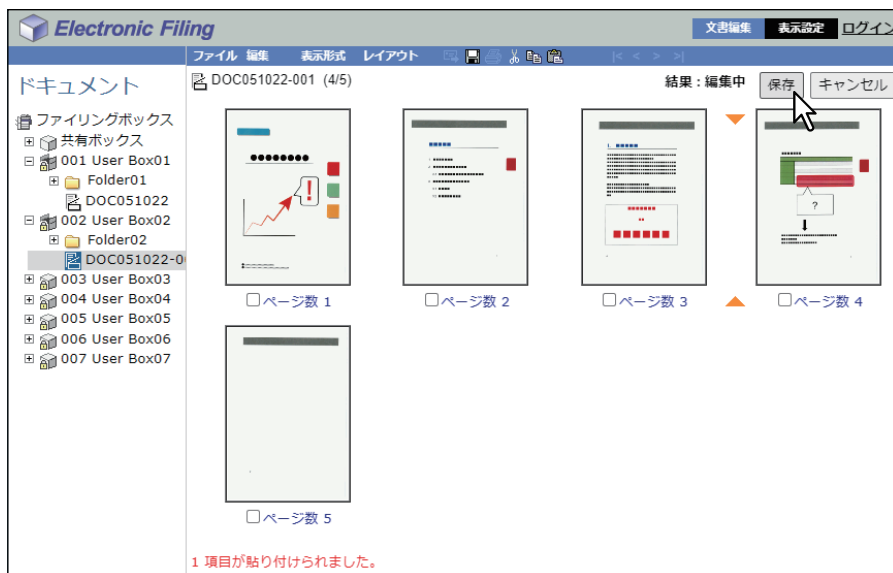 Electronic Filing
文書編集 表示設定 ログイン
ファイル 編集 表示形式 レイアウト |< < > >|
ドキュメント
DOC051022-001 (4/5) 結果：編集中 保存 キャンセル
ファイリングボックス
共有ボックス
001 User Box01
Folder01
DOC051022
002 User Box02
Folder02
DOC051022-0
003 User Box03
004 User Box04
005 User Box05
006 User Box06
007 User Box07
!
1.
?
ページ数 1 ページ数 2 ページ数 3 ページ数 4
ページ数 5
1 項目が貼り付けられました。